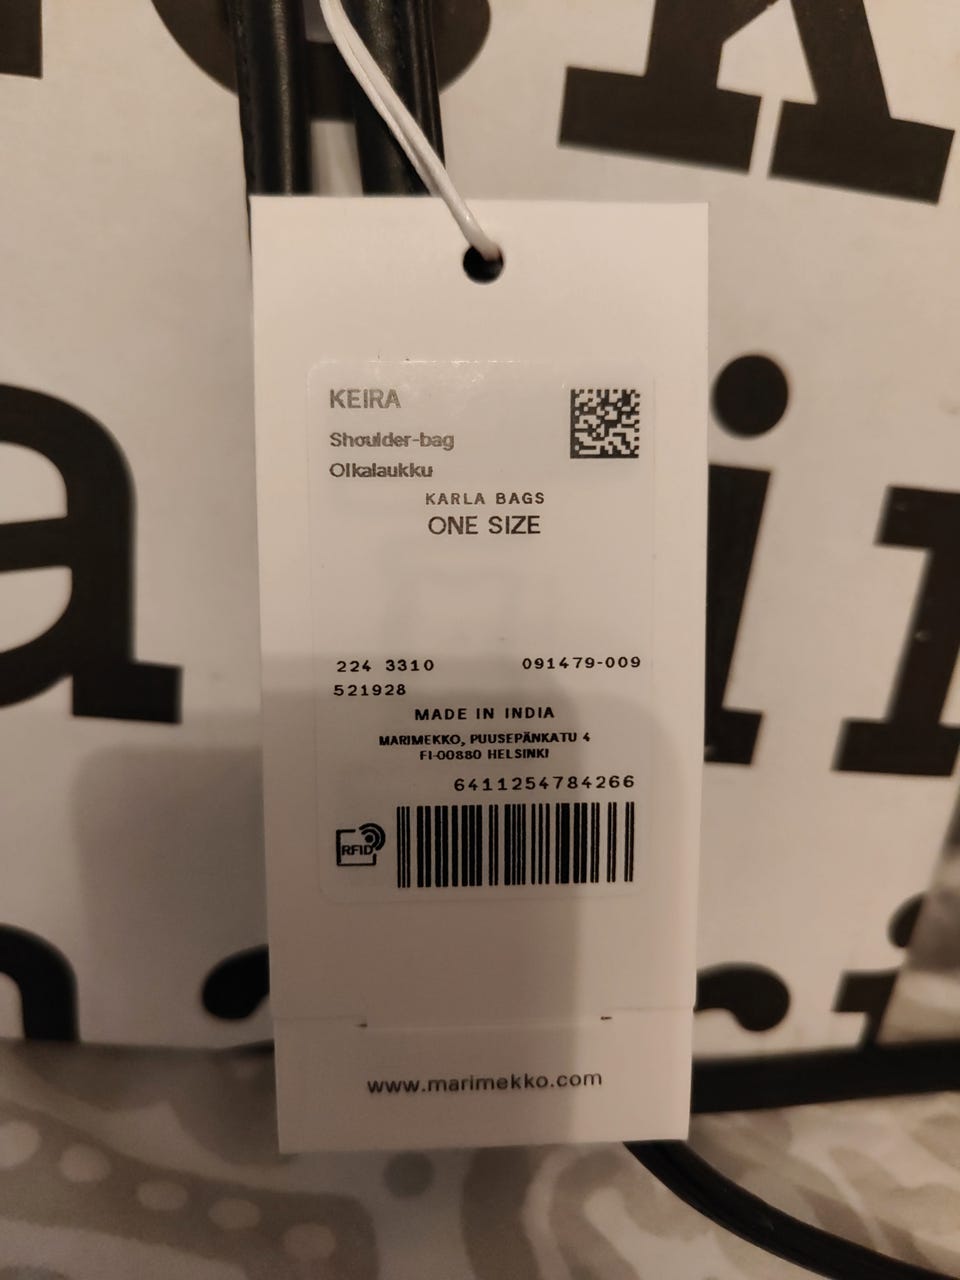 KEIRA
Shoulder-bag
Olkalaukku
KARLA BAGS
ONE SIZE
224 3310 091479-009
521928
MADE IN INDIA
MARIMEKKO, PUUSEPÄNKATU 4
FI-00880 HELSINKI
6411254784266
RFID
www.marimekko.com